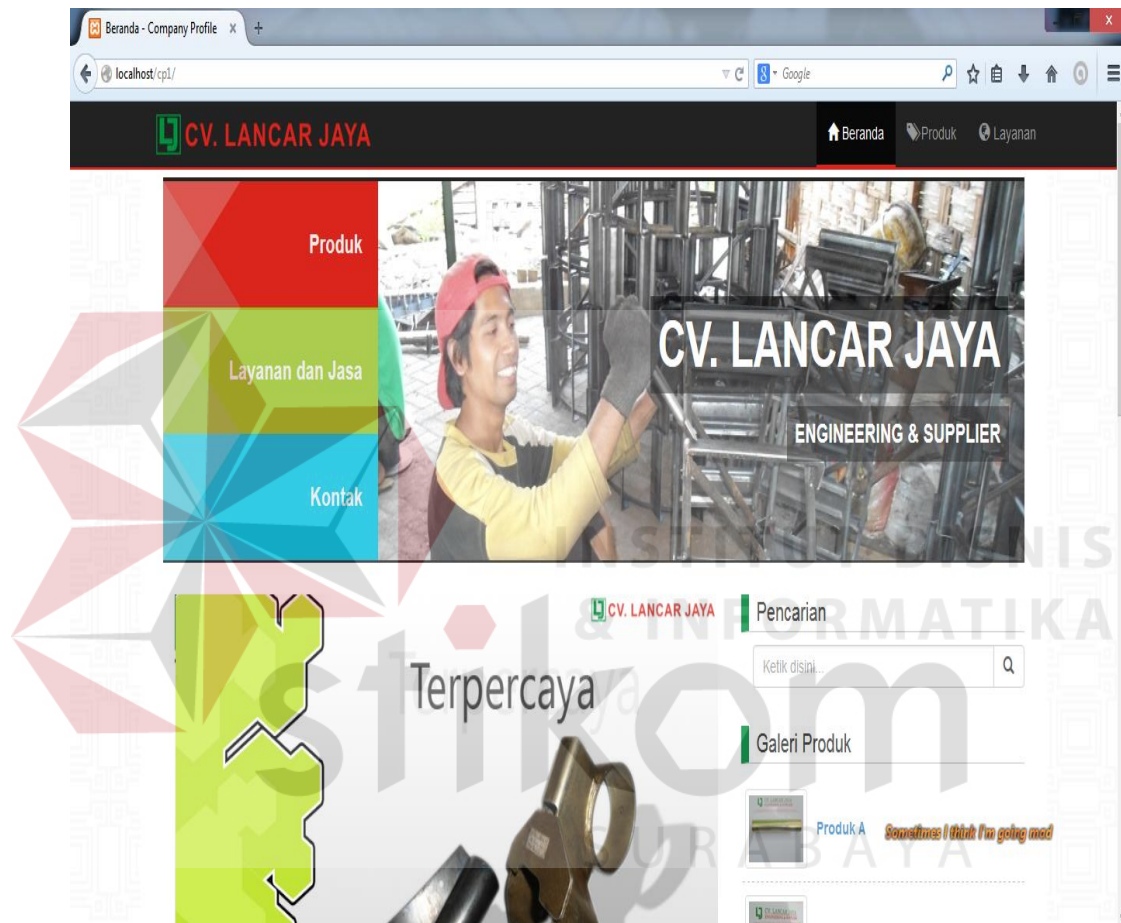 Beranda - Company Profile
localhost/cp1/
Google
CV. LANCAR JAYA
Beranda
Produk
Layanan
Produk
Layanan dan Jasa
Kontak
CV. LANCAR JAYA
ENGINEERING & SUPPLIER
INSTITUT BISNIS
& INFORMATIKA
stikom
SURABAYA
CV. LANCAR JAYA
Terpercaya
Pencarian
Ketik disini...
Galeri Produk
Produk A
Sometimes I think I'm going mad